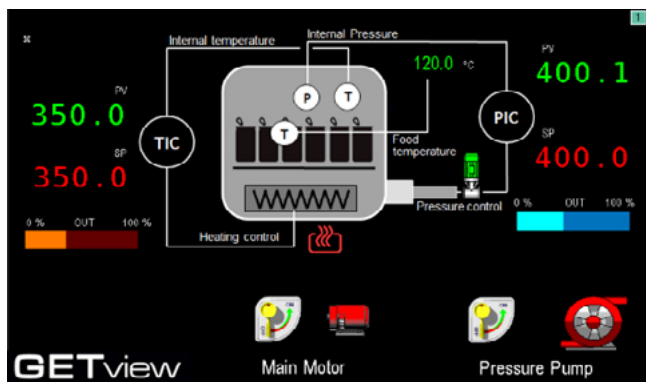 1
Internal temperature
Internal Pressure
PV
350.0
SP
350.0
TIC
P
T
T
120.0 °C
Food
temperature
PIC
PV
400.1
SP
400.0
Pressure control
0 % OUT 100 %
Heating control
0 % OUT 100 %
Main Motor
Pressure Pump
GETview